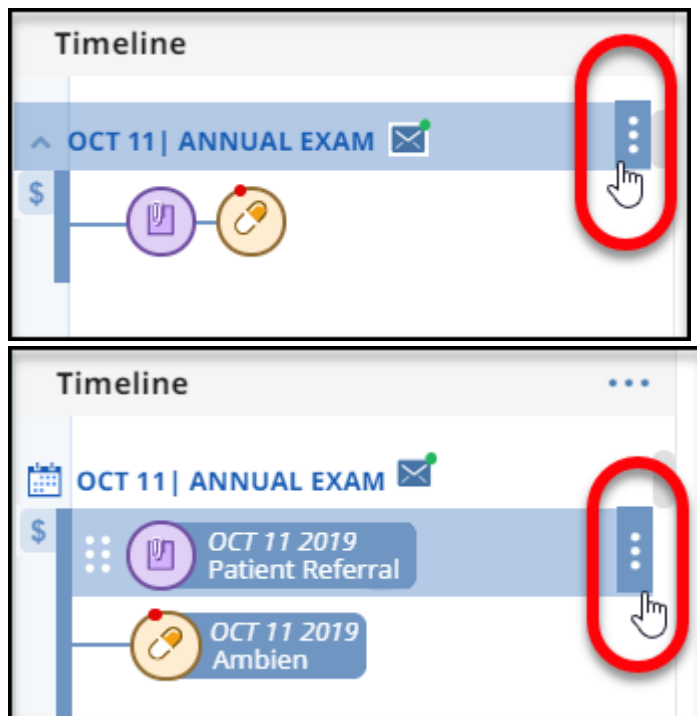 Timeline
OCT 11| ANNUAL EXAM
$
Timeline
OCT 11| ANNUAL EXAM
$
OCT 11 2019
Patient Referral
OCT 11 2019
Ambien